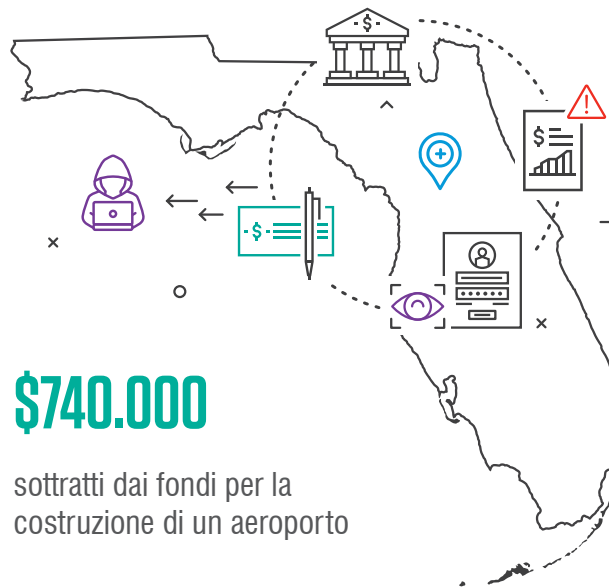 $
$
$
$740.000
sottratti dai fondi per la
costruzione di un aeroporto